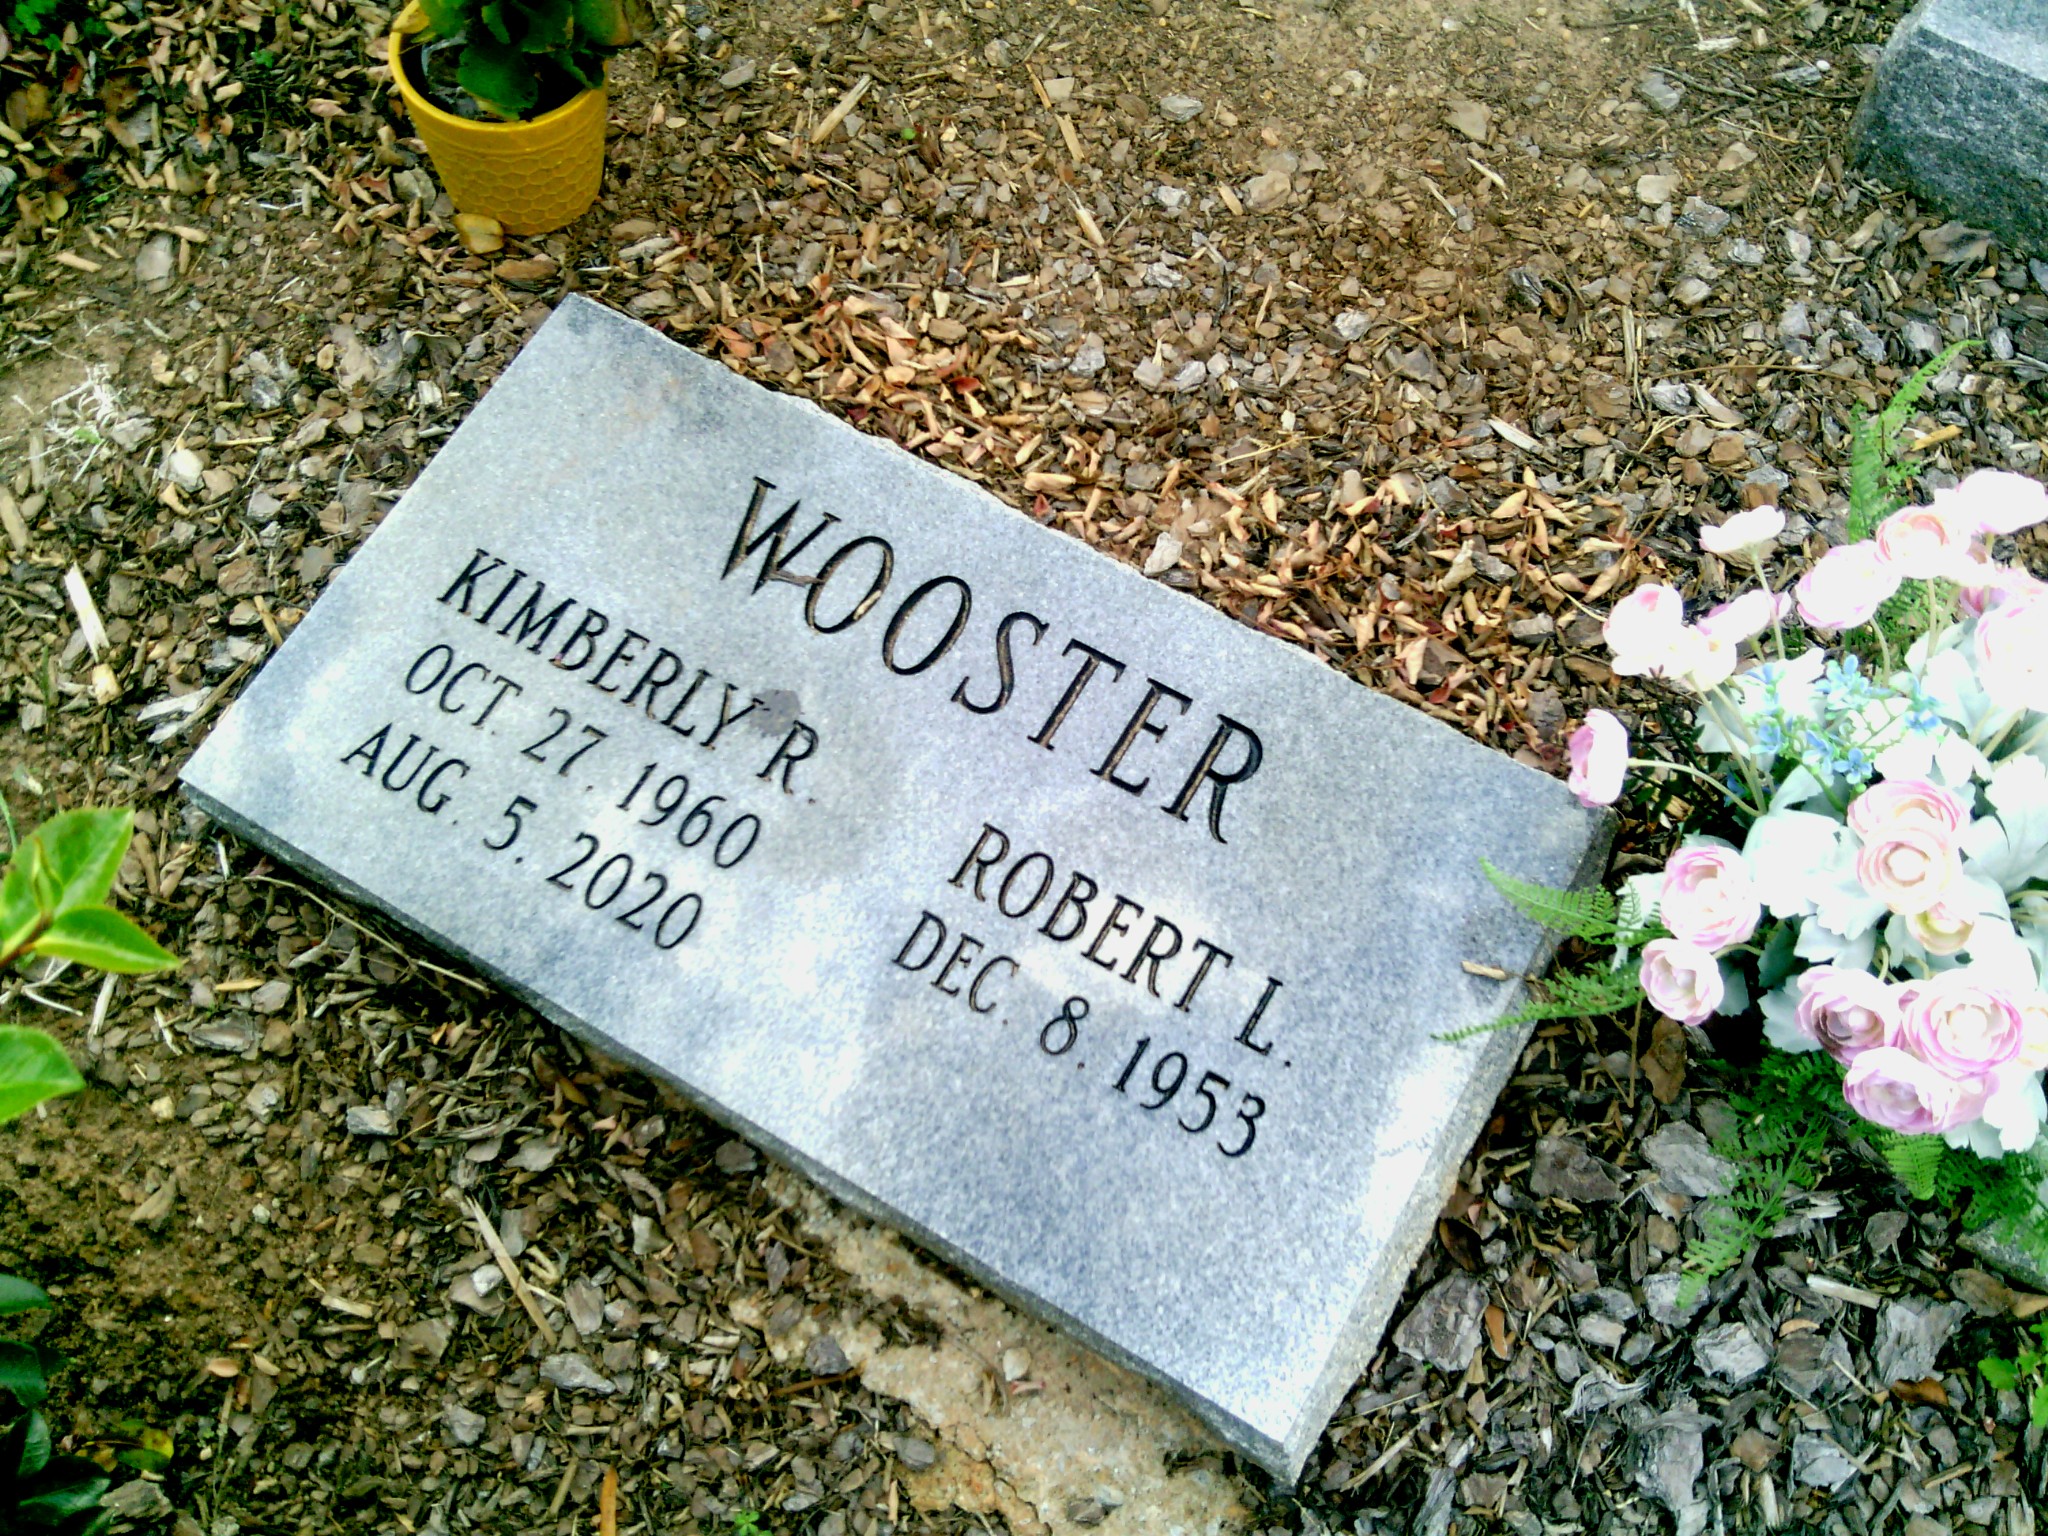 WOOSTER
KIMBERLY R.
OCT. 27, 1960
AUG. 5, 2020
ROBERT L.
DEC. 8, 1953